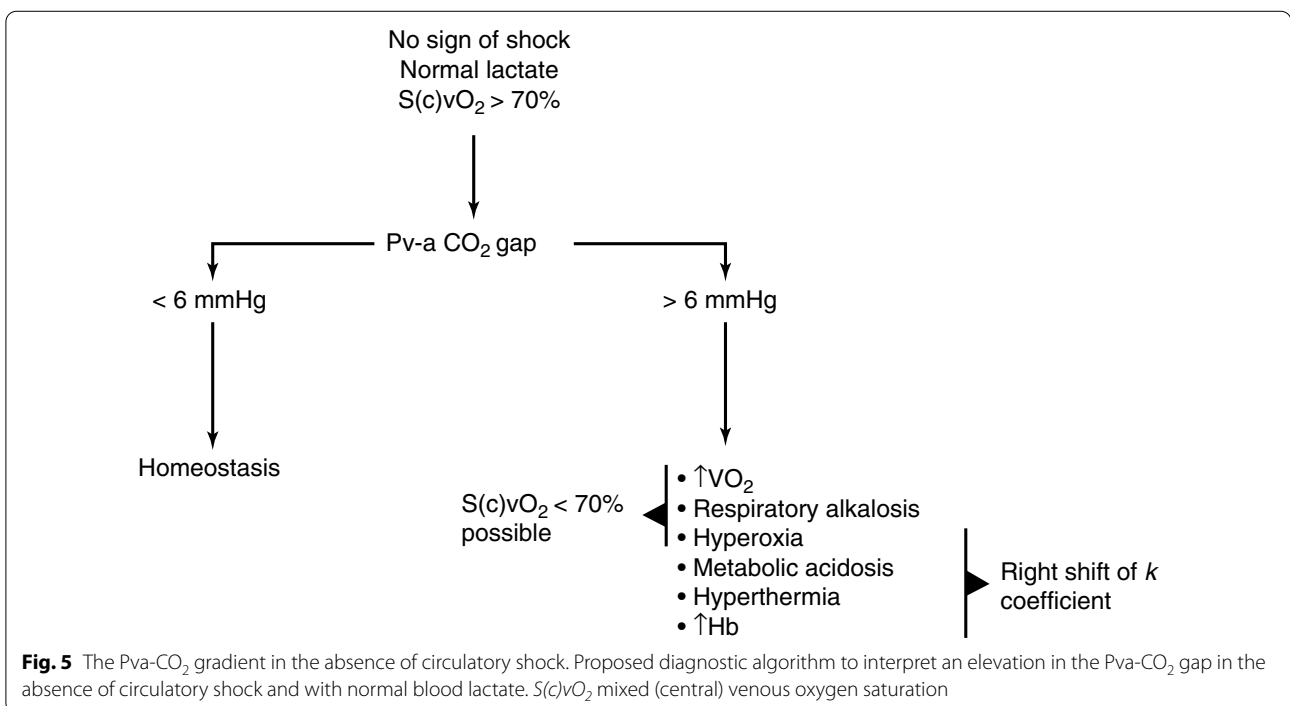 No sign of shock
Normal lactate
S(c)vO₂ > 70%
Pv-a CO₂ gap
< 6 mmHg
> 6 mmHg
Homeostasis
S(c)vO₂ < 70%
possible
• ↑VO₂
• Respiratory alkalosis
• Hyperoxia
• Metabolic acidosis
• Hyperthermia
• ↑Hb
Right shift of k
coefficient
Fig. 5 The Pva-CO₂ gradient in the absence of circulatory shock. Proposed diagnostic algorithm to interpret an elevation in the Pva-CO₂ gap in the
absence of circulatory shock and with normal blood lactate. S(c)vO₂ mixed (central) venous oxygen saturation